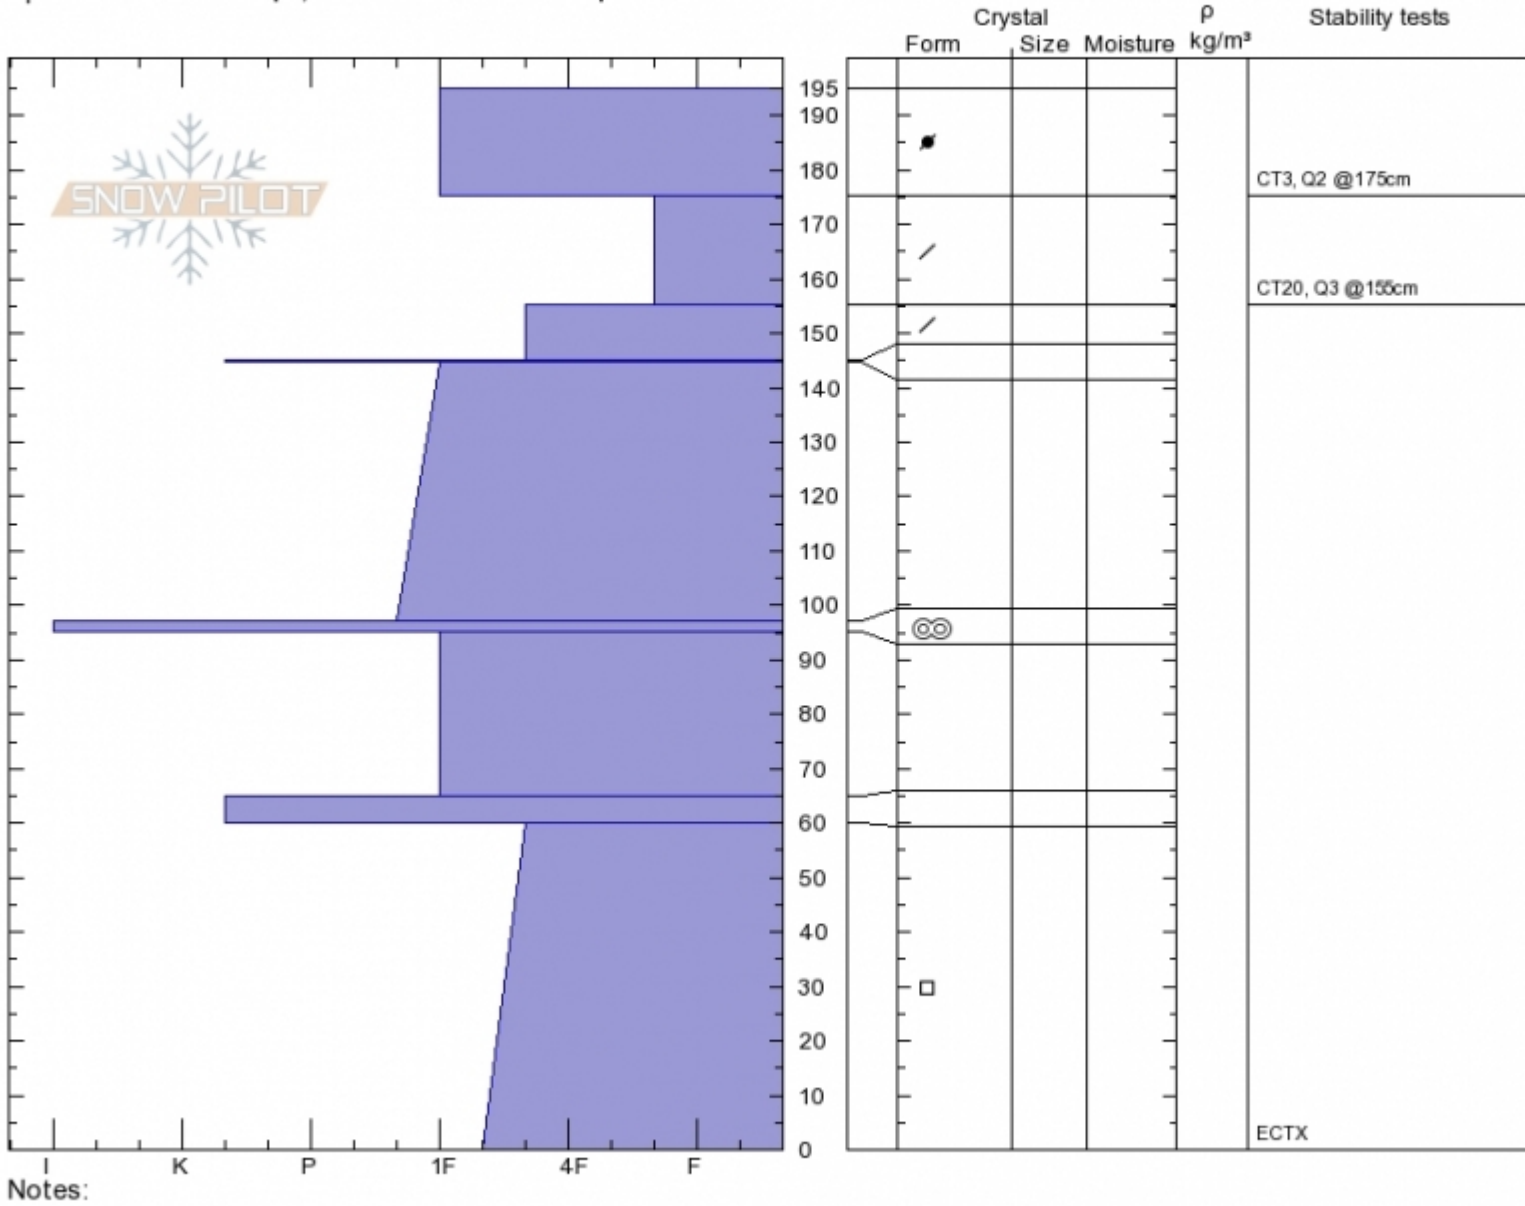 Crystal ρ Stability tests
Form Size Moisture kg/m³
195
190
180
CT3, Q2 @175cm
SNOW PILOT
170
160
CT20, Q3 @155cm
150
140
130
120
110
100
90
80
70
60
50
40
30
20
10
ECTX
0
I K P 1F 4F F
Notes: